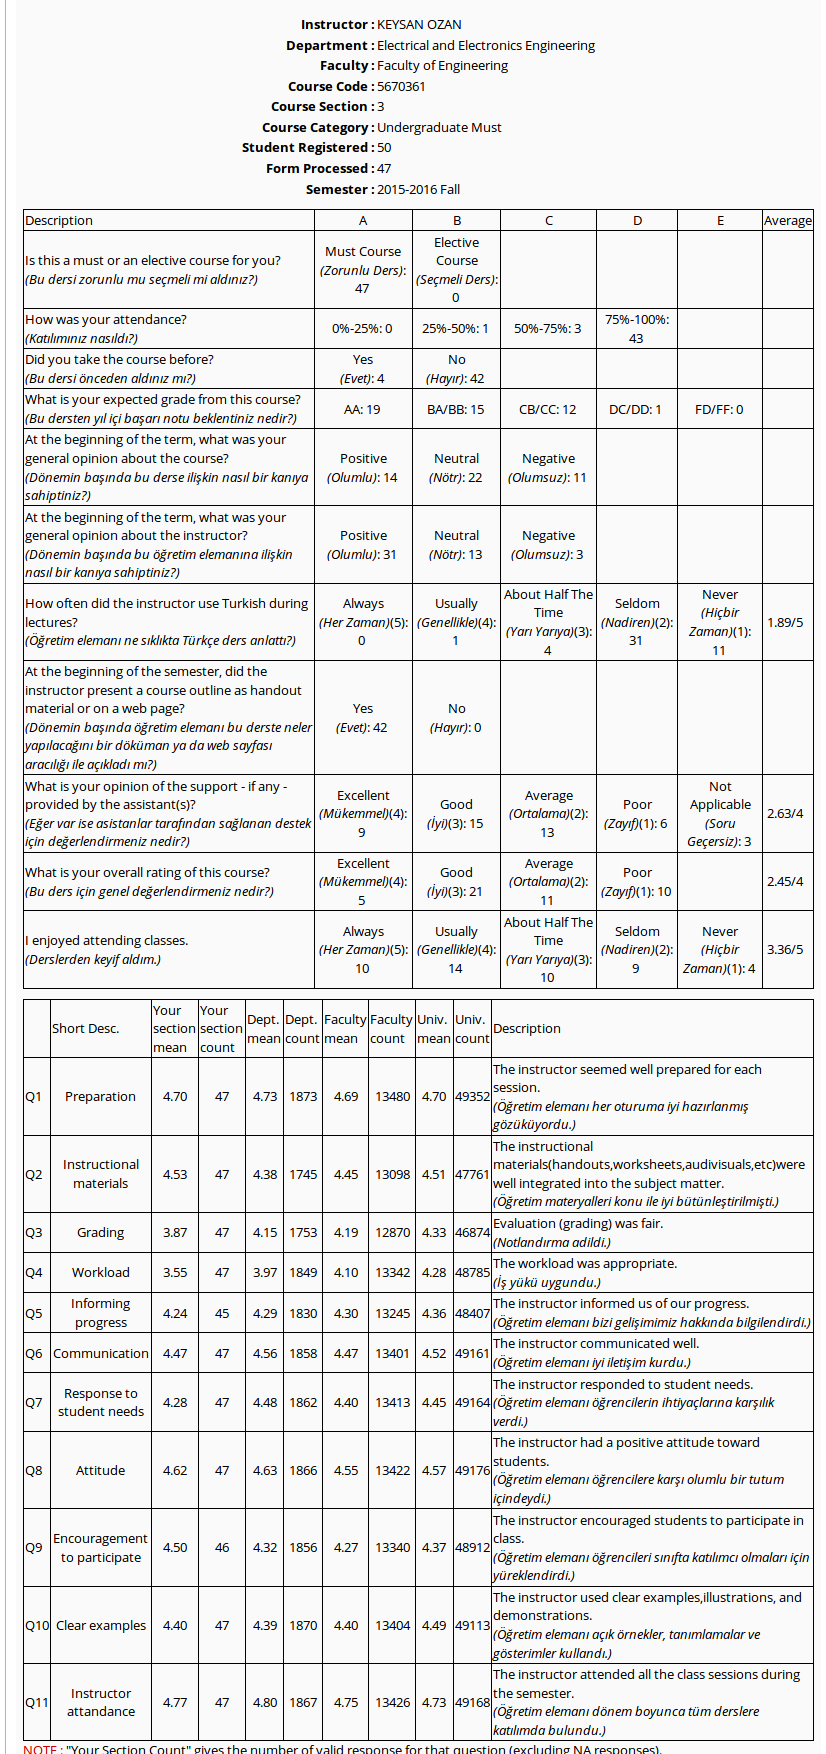 Instructor : KEYSAN OZAN
Department : Electrical and Electronics Engineering
Faculty : Faculty of Engineering
Course Code : 5670361
Course Section : 3
Course Category : Undergraduate Must
Student Registered : 50
Form Processed : 47
Semester : 2015-2016 Fall
Description A B C D E Average
Is this a must or an elective course for you?
(Bu dersi zorunlu mu seçmeli mi aldınız?)
Must Course
(Zorunlu Ders):
47
Elective
Course
(Seçmeli Ders):
0
How was your attendance?
(Katılımınız nasıldı?)
0%-25%: 0
25%-50%: 1
50%-75%: 3
75%-100%:
43
Did you take the course before?
(Bu dersi önceden aldınız mı?)
Yes
(Evet): 4
No
(Hayır): 42
What is your expected grade from this course?
(Bu dersten yıl içi başarı notu beklentiniz nedir?)
AA: 19
BA/BB: 15
CB/CC: 12
DC/DD: 1
FD/FF: 0
At the beginning of the term, what was your
general opinion about the course?
(Dönemin başında bu derse ilişkin nasıl bir kanıya
sahiptiniz?)
Positive
(Olumlu): 14
Neutral
(Nötr): 22
Negative
(Olumsuz): 11
At the beginning of the term, what was your
general opinion about the instructor?
(Dönemin başında bu öğretim elemanına ilişkin
nasıl bir kanıya sahiptiniz?)
Positive
(Olumlu): 31
Neutral
(Nötr): 13
Negative
(Olumsuz): 3
How often did the instructor use Turkish during
lectures?
(Öğretim elemanı ne sıklıkta Türkçe ders anlattı?)
Always
(Her Zaman)(5):
0
Usually
(Genellikle)(4):
1
About Half The
Time
(Yarı Yarıya)(3):
4
Seldom
(Nadiren)(2):
31
Never
(Hiçbir
Zaman)(1):
11
1.89/5
At the beginning of the semester, did the
instructor present a course outline as handout
material or on a web page?
(Dönemin başında öğretim elemanı bu derste neler
yapılacağını bir döküman ya da web sayfası
aracılığı ile açıkladı mı?)
Yes
(Evet): 42
No
(Hayır): 0
What is your opinion of the support - if any -
provided by the assistant(s)?
(Eğer var ise asistanlar tarafından sağlanan destek
için değerlendirmeniz nedir?)
Excellent
(Mükemmel)(4):
9
Good
(İyi)(3): 15
Average
(Ortalama)(2):
13
Poor
(Zayıf)(1): 6
Not
Applicable
(Soru
Geçersiz): 3
2.63/4
What is your overall rating of this course?
(Bu ders için genel değerlendirmeniz nedir?)
Excellent
(Mükemmel)(4):
5
Good
(İyi)(3): 21
Average
(Ortalama)(2):
11
Poor
(Zayıf)(1): 10
2.45/4
I enjoyed attending classes.
(Derslerden keyif aldım.)
Always
(Her Zaman)(5):
10
Usually
(Genellikle)(4):
14
About Half The
Time
(Yarı Yarıya)(3):
10
Seldom
(Nadiren)(2):
9
Never
(Hiçbir
Zaman)(1): 4
3.36/5
Short Desc.
Your
section
mean
Your
section
count
Dept.
mean
Dept.
count
Faculty
mean
Faculty
count
Univ.
mean
Univ.
count
Description
Q1 Preparation 4.70 47 4.73 1873 4.69 13480 4.70 49352
The instructor seemed well prepared for each
session.
(Öğretim elemanı her oturuma iyi hazırlanmış
gözüküyordu.)
Q2 Instructional
materials 4.53 47 4.38 1745 4.45 13098 4.51 47761
The instructional
materials(handouts,worksheets,audivisuals,etc)were
well integrated into the subject matter.
(Öğretim materyalleri konu ile iyi bütünleştirilmişti.)
Q3 Grading 3.87 47 4.15 1753 4.19 12870 4.33 46874
Evaluation (grading) was fair.
(Notlandırma adildi.)
Q4 Workload 3.55 47 3.97 1849 4.10 13342 4.28 48785
The workload was appropriate.
(İş yükü uygundu.)
Q5 Informing
progress 4.24 45 4.29 1830 4.30 13245 4.36 48407
The instructor informed us of our progress.
(Öğretim elemanı bizi gelişimimiz hakkında bilgilendirdi.)
Q6 Communication 4.47 47 4.56 1858 4.47 13401 4.52 49161
The instructor communicated well.
(Öğretim elemanı iyi iletişim kurdu.)
Q7 Response to
student needs 4.28 47 4.48 1862 4.40 13413 4.45 49164
The instructor responded to student needs.
(Öğretim elemanı öğrencilerin ihtiyaçlarına karşılık
verdi.)
Q8 Attitude 4.62 47 4.63 1866 4.55 13422 4.57 49176
The instructor had a positive attitude toward
students.
(Öğretim elemanı öğrencilere karşı olumlu bir tutum
içindeydi.)
Q9 Encouragement
to participate 4.50 46 4.32 1856 4.27 13340 4.37 48912
The instructor encouraged students to participate in
class.
(Öğretim elemanı öğrencileri sınıfta katılımcı olmaları için
yüreklendirdi.)
Q10 Clear examples 4.40 47 4.39 1870 4.40 13404 4.49 49113
The instructor used clear examples,illustrations, and
demonstrations.
(Öğretim elemanı açık örnekler, tanımlamalar ve
gösterimler kullandı.)
Q11 Instructor
attandance 4.77 47 4.80 1867 4.75 13426 4.73 49168
The instructor attended all the class sessions during
the semester.
(Öğretim elemanı dönem boyunca tüm derslere
katılımda bulundu.)
NOTE : "Your Section Count" gives the number of valid response for that question (excluding NA responses).